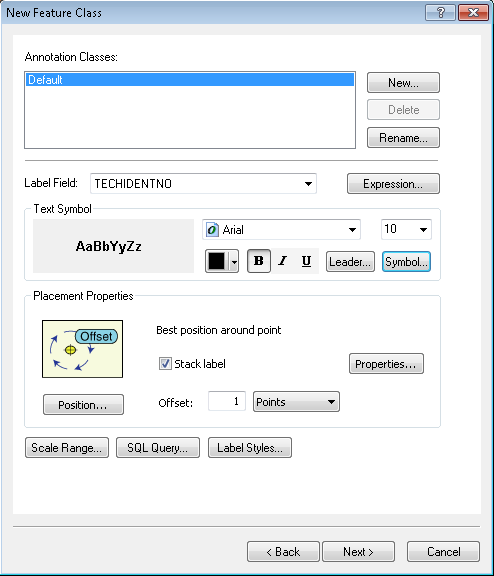 New Feature Class
?
Annotation Classes:
Default
New...
Delete
Rename...
Label Field: TECHIDENTNO Expression...
Text Symbol
AaBbYyZz
Arial 10
B I U Leader... Symbol...
Placement Properties
Offset
Best position around point
Stack label
Properties...
Position...
Offset: 1 Points
Scale Range... SQL Query... Label Styles...
< Back Next > Cancel